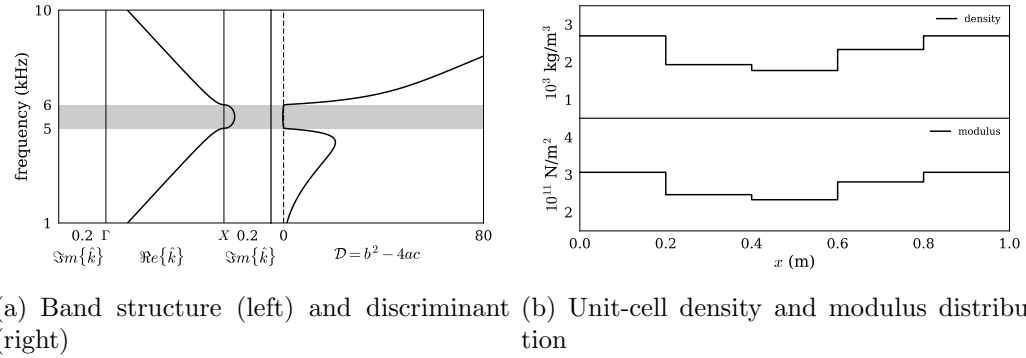 10
6
5
1
frequency (kHz)
0.2 Γ X 0.2 0 80
ℑm{k̂} ℜe{k̂} ℑm{k̂} 𝒟=b²−4ac
3
2
1
10³ kg/m³
density
4
3
2
10¹¹ N/m²
modulus
0.0 0.2 0.4 0.6 0.8 1.0
x (m)
(a) Band structure (left) and discriminant
(right)
(b) Unit-cell density and modulus distribu
tion